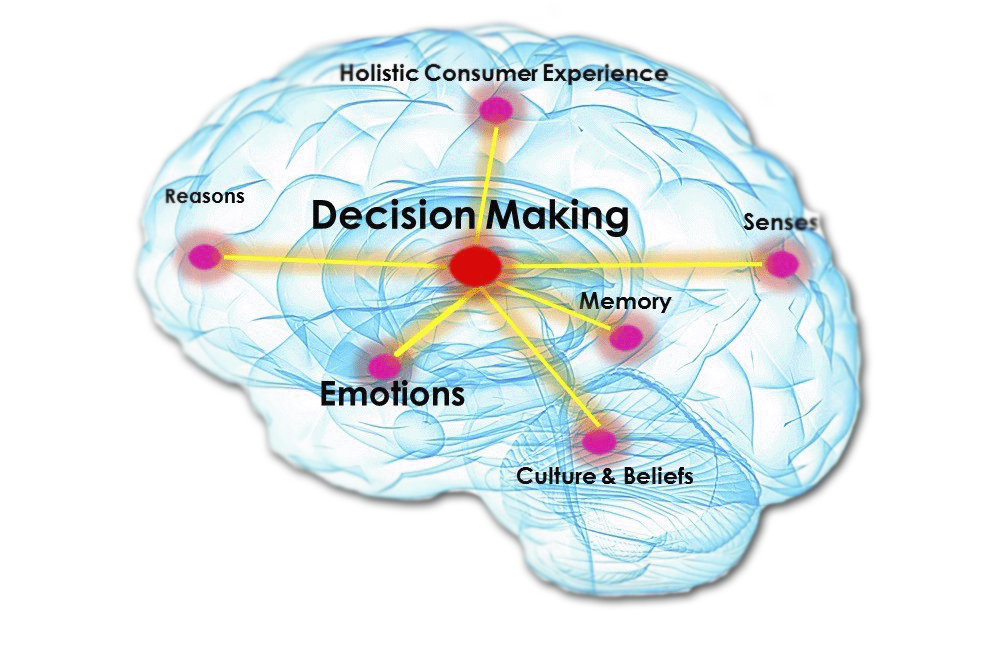 Holistic Consumer Experience
Reasons
Decision Making
Senses
Memory
Emotions
Culture & Beliefs